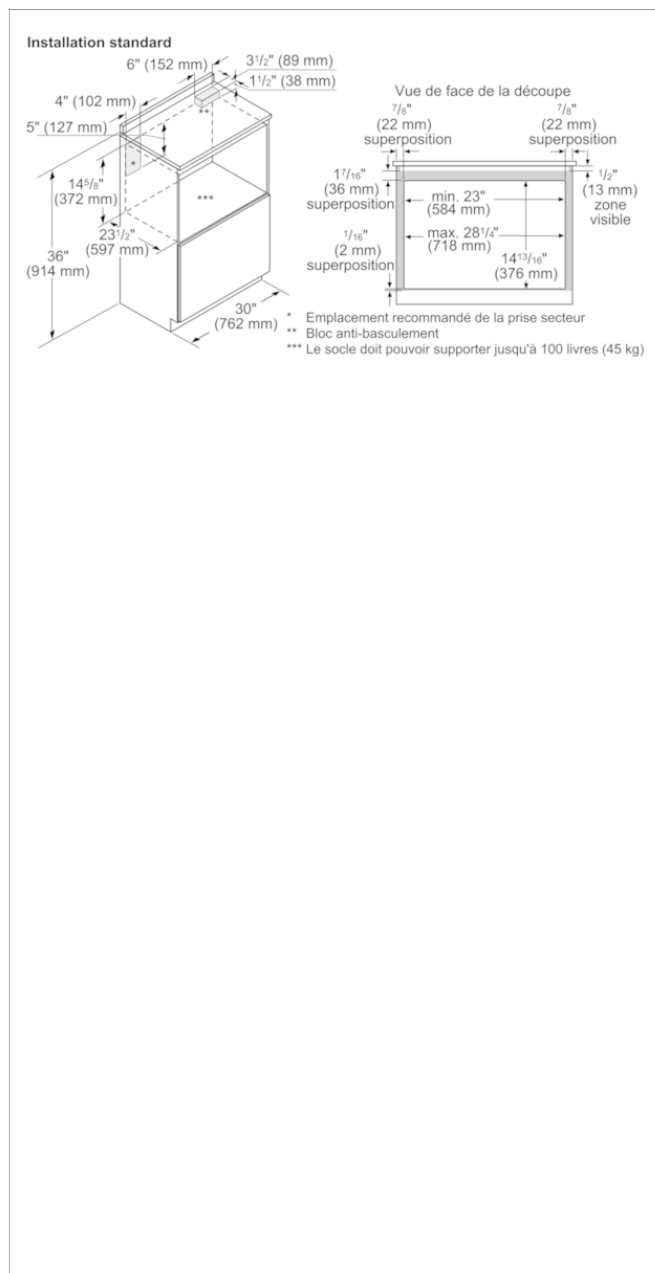 Installation standard
6" (152 mm)
3 1/2" (89 mm)
1 1/2" (38 mm)
4" (102 mm)
5" (127 mm)
**
*
14 5/8"
(372 mm)
***
23 1/2"
(597 mm)
36"
(914 mm)
30"
(762 mm)
Vue de face de la découpe
7/8"
(22 mm)
superposition
7/8"
(22 mm)
superposition
1 7/16"
(36 mm)
superposition
min. 23"
(584 mm)
1/2"
(13 mm)
zone
visible
max. 28 1/4"
(718 mm)
1/16"
(2 mm)
superposition
14 13/16"
(376 mm)
* Emplacement recommandé de la prise secteur
** Bloc anti-basculement
*** Le socle doit pouvoir supporter jusqu'à 100 livres (45 kg)